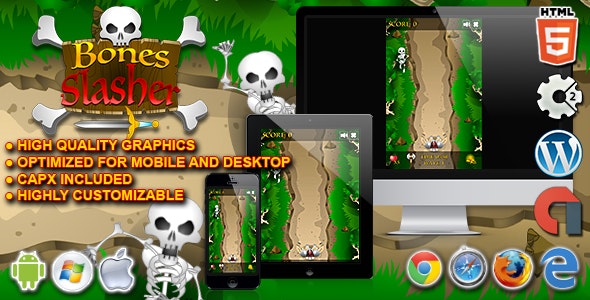 Bones
Slasher
● HIGH QUALITY GRAPHICS
● OPTIMIZED FOR MOBILE AND DESKTOP
● CAPX INCLUDED
● HIGHLY CUSTOMIZABLE
SCORE: 0
SCORE: 0
HTML
5
2